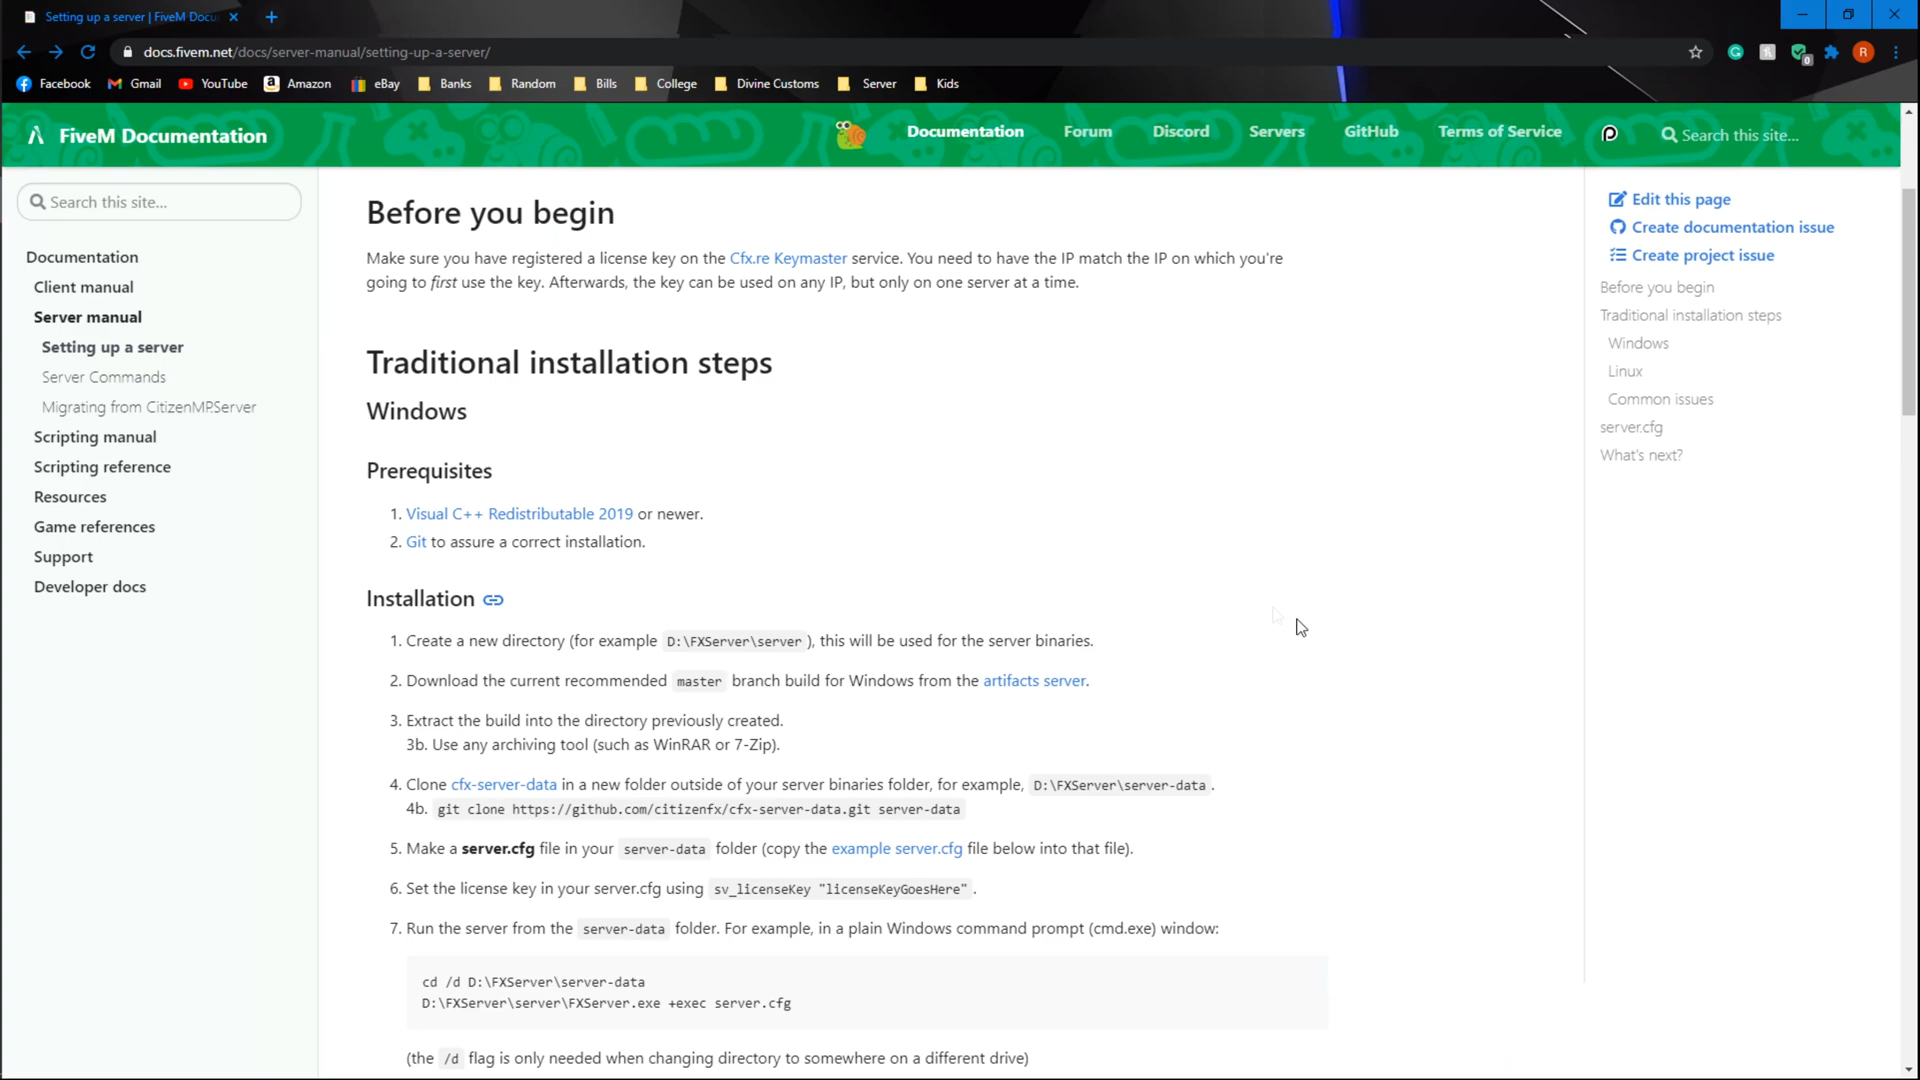 Setting up a server | FiveM Docu
docs.fivem.net/docs/server-manual/setting-up-a-server/
R
0
Facebook
Gmail
YouTube
Amazon
eBay
Banks
Random
Bills
College
Divine Customs
Server
Kids
FiveM Documentation
Documentation
Forum
Discord
Servers
GitHub
Terms of Service
Search this site...
Search this site...
Documentation
Client manual
Server manual
Setting up a server
Server Commands
Migrating from CitizenMP.Server
Scripting manual
Scripting reference
Resources
Game references
Support
Developer docs
Before you begin
Make sure you have registered a license key on the Cfx.re Keymaster service. You need to have the IP match the IP on which you're
going to first use the key. Afterwards, the key can be used on any IP, but only on one server at a time.
Traditional installation steps
Windows
Prerequisites
1. Visual C++ Redistributable 2019 or newer.
2. Git to assure a correct installation.
Installation
1. Create a new directory (for example D:\FXServer\server ), this will be used for the server binaries.
2. Download the current recommended master branch build for Windows from the artifacts server.
3. Extract the build into the directory previously created.
3b. Use any archiving tool (such as WinRAR or 7-Zip).
4. Clone cfx-server-data in a new folder outside of your server binaries folder, for example, D:\FXServer\server-data .
4b. git clone https://github.com/citizenfx/cfx-server-data.git server-data
5. Make a server.cfg file in your server-data folder (copy the example server.cfg file below into that file).
6. Set the license key in your server.cfg using sv_licenseKey "licenseKeyGoesHere" .
7. Run the server from the server-data folder. For example, in a plain Windows command prompt (cmd.exe) window:
cd /d D:\FXServer\server-data
D:\FXServer\server\FXServer.exe +exec server.cfg
(the /d flag is only needed when changing directory to somewhere on a different drive)
Edit this page
Create documentation issue
Create project issue
Before you begin
Traditional installation steps
Windows
Linux
Common issues
server.cfg
What's next?